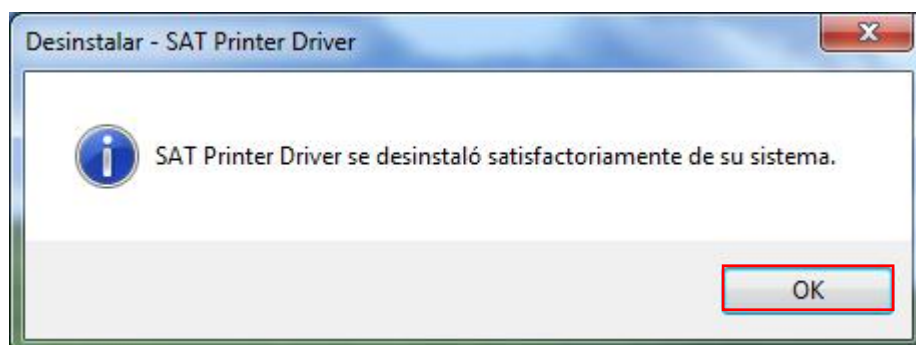 Desinstalar - SAT Printer Driver
SAT Printer Driver se desinstaló satisfactoriamente de su sistema.
OK